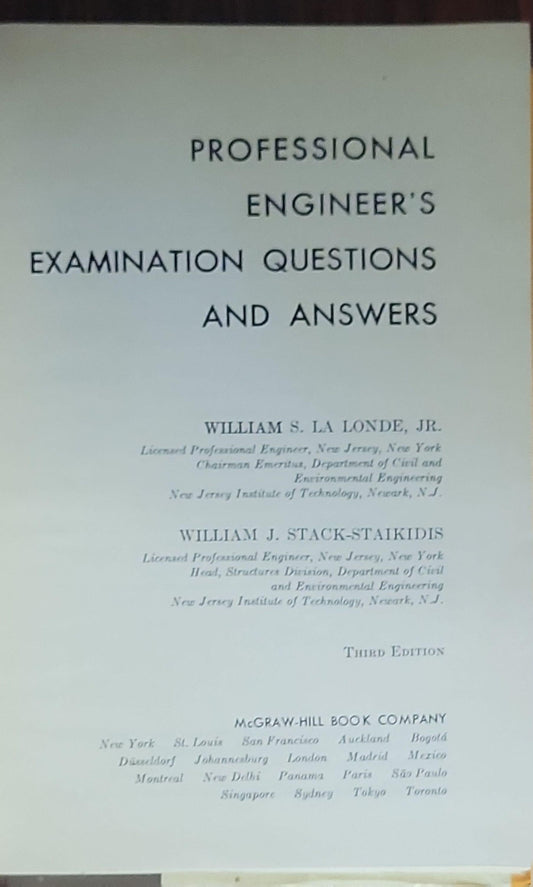 PROFESSIONAL
ENGINEER'S
EXAMINATION QUESTIONS
AND ANSWERS
WILLIAM S. LA LONDE, JR.
Licensed Professional Engineer, New Jersey, New York
Chairman Emeritus, Department of Civil and
Environmental Engineering
New Jersey Institute of Technology, Newark, N.J.
WILLIAM J. STACK-STAIKIDIS
Licensed Professional Engineer, New Jersey, New York
Head, Structures Division, Department of Civil
and Environmental Engineering
New Jersey Institute of Technology, Newark, N.J.
THIRD EDITION
McGRAW-HILL BOOK COMPANY
New York St. Louis San Francisco Auckland Bogotá
Düsseldorf Johannesburg London Madrid Mexico
Montreal New Delhi Panama Paris São Paulo
Singapore Sydney Tokyo Toronto